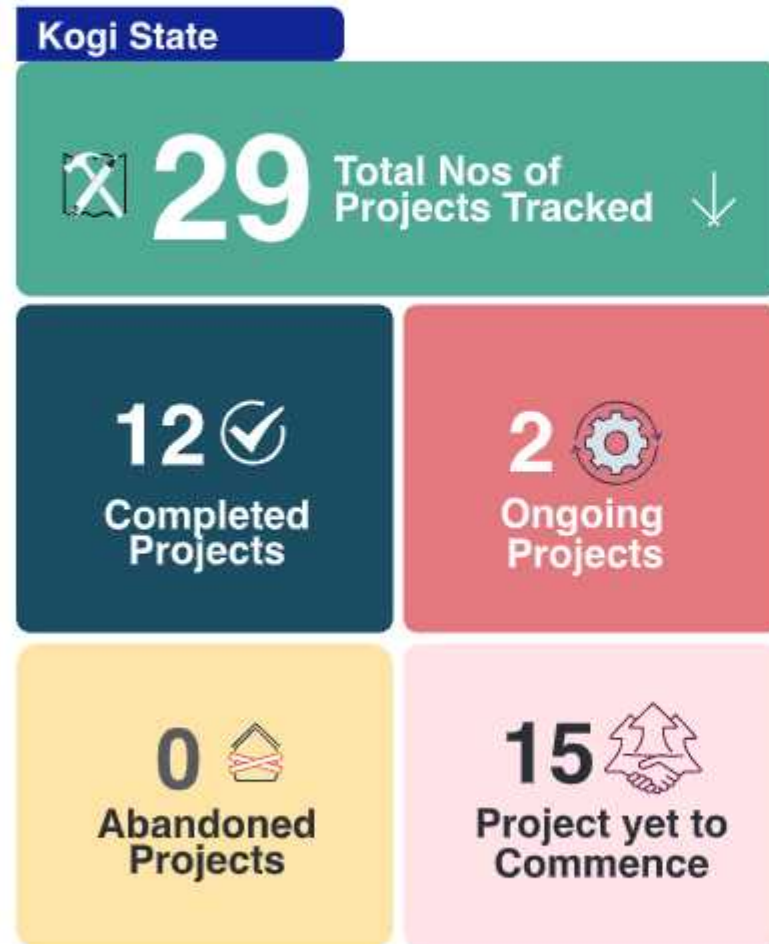 Kogi State
29
Total Nos of
Projects Tracked
12
Completed
Projects
2
Ongoing
Projects
0
Abandoned
Projects
15
Project yet to
Commence